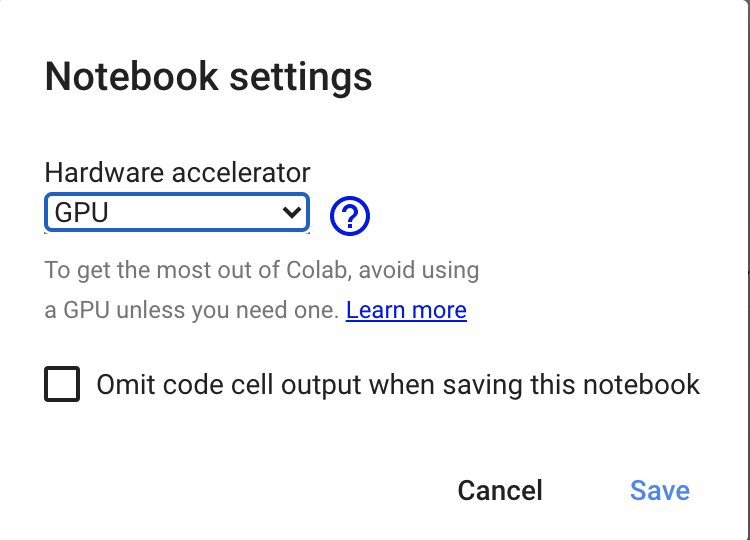 Notebook settings
Hardware accelerator
GPU
?
To get the most out of Colab, avoid using
a GPU unless you need one. Learn more
Omit code cell output when saving this notebook
Cancel Save